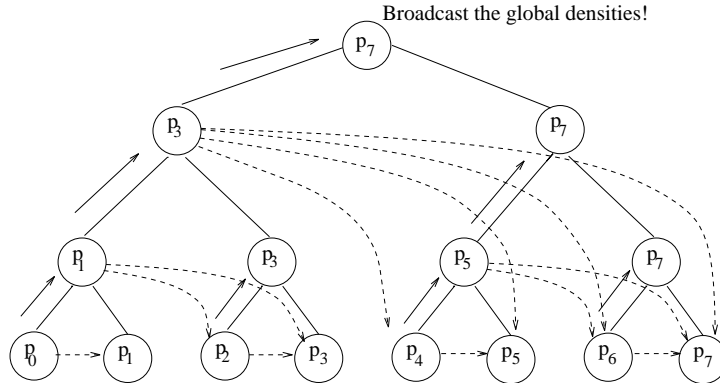 Broadcast the global densities!
p7
p3 p7
p1 p3 p5 p7
p0 p1 p2 p3 p4 p5 p6 p7